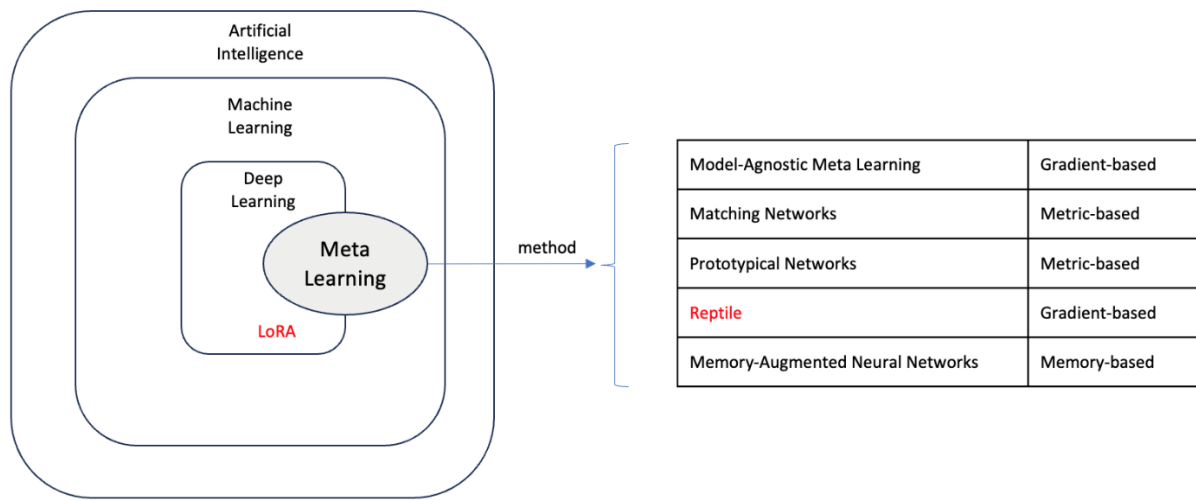 Artificial
Intelligence
Machine
Learning
Deep
Learning
Meta
Learning
LoRA
method
Model-Agnostic Meta Learning
Gradient-based
Matching Networks
Metric-based
Prototypical Networks
Metric-based
Reptile
Gradient-based
Memory-Augmented Neural Networks
Memory-based